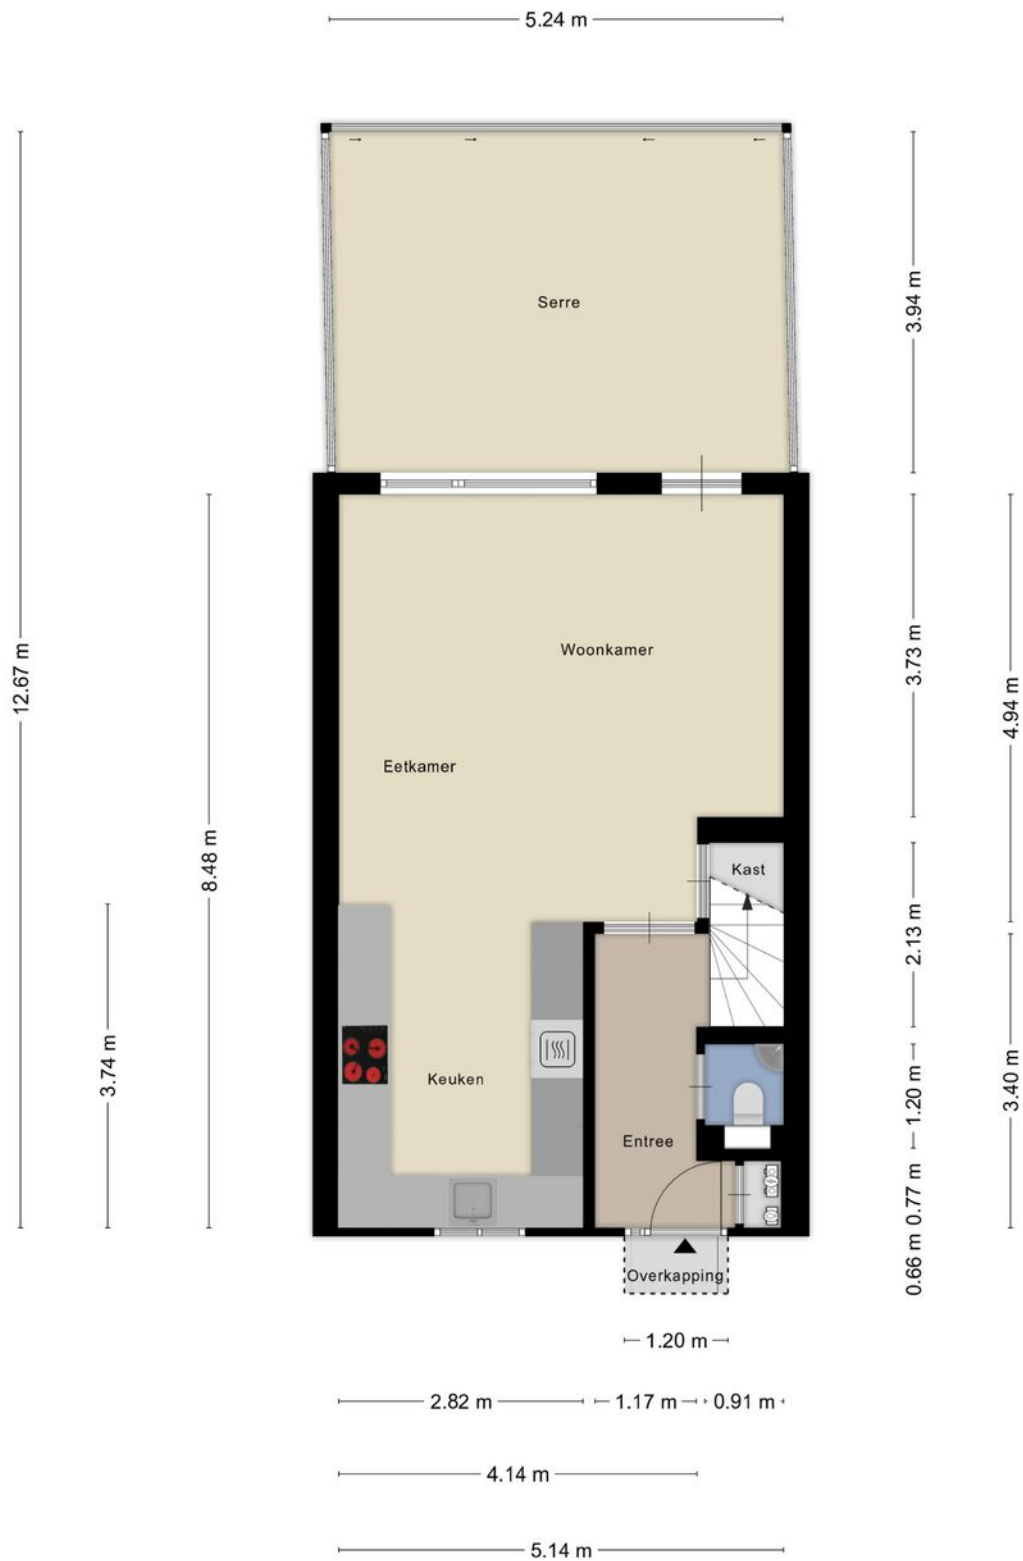 5.24 m
Serre
3.94 m
12.67 m
Woonkamer
3.73 m
4.94 m
Eetkamer
8.48 m
Kast
2.13 m
3.74 m
Keuken
1.20 m
3.40 m
Entree
0.77 m
0.66 m
Overkapping
1.20 m
2.82 m
1.17 m
0.91 m
4.14 m
5.14 m